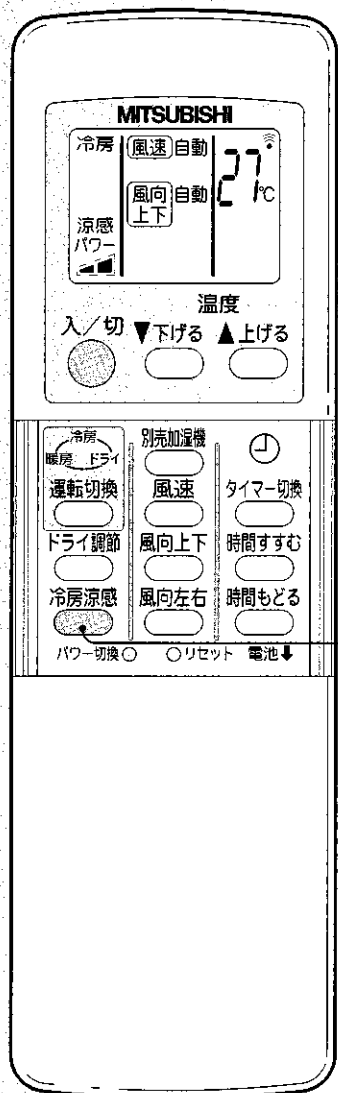 MITSUBISHI
冷房 風速 自動 27℃
風向上下 自動
涼感パワー
温度
入/切 ▼下げる ▲上げる
冷房
暖房 ドライ
別売加湿機
運転切換 風速 タイマー切換
ドライ調節 風向上下 時間すすむ
冷房涼感 風向左右 時間もどる
パワー切換 リセット 電池⬇